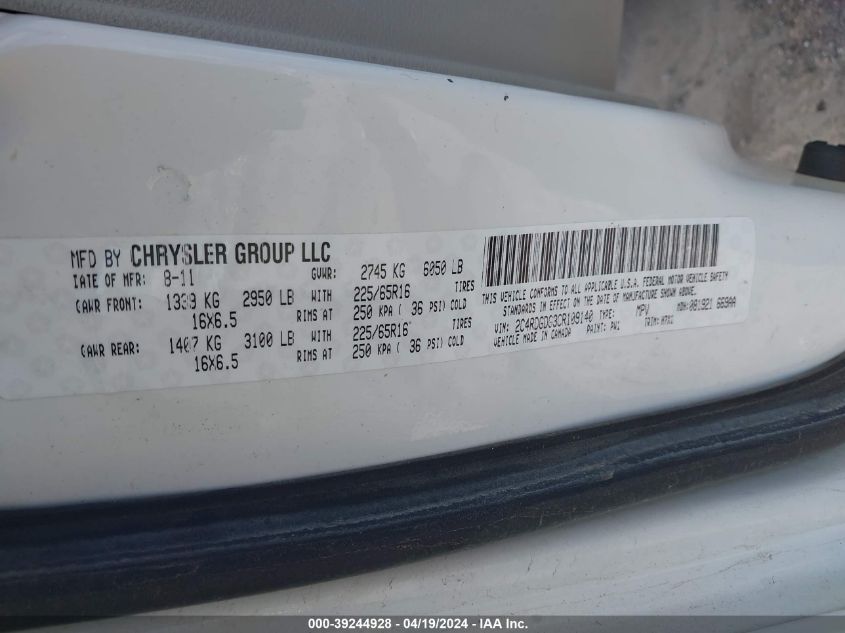 MFD BY CHRYSLER GROUP LLC
DATE OF MFR: 8-11 GVWR: 2745 KG 6050 LB
GAWR FRONT: 1339 KG 2950 LB WITH 225/65R16 TIRES
16X6.5 RIMS AT 250 KPA ( 36 PSI) COLD
GAWR REAR: 1407 KG 3100 LB WITH 225/65R16 TIRES
16X6.5 RIMS AT 250 KPA ( 36 PSI) COLD
THIS VEHICLE CONFORMS TO ALL APPLICABLE U.S.A. FEDERAL MOTOR VEHICLE SAFETY
STANDARDS IN EFFECT ON THE DATE OF MANUFACTURE SHOWN ABOVE.
VIN: 2C4RDGDG3CR109140 TYPE: MPV MDH: 081921 669AA
VEHICLE MADE IN CANADA PAINT: PW1 TRIM:
000-39244928 - 04/19/2024 - IAA Inc.